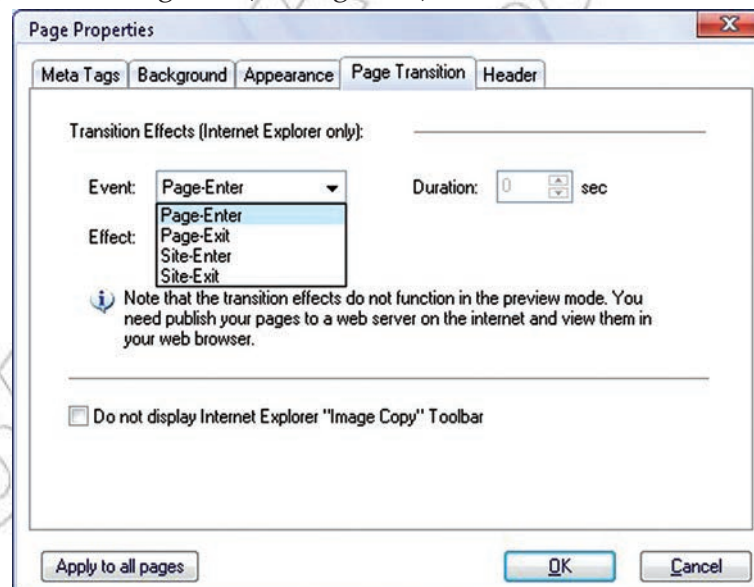 Page Properties
Meta Tags Background Appearance Page Transition Header
Transition Effects (Internet Explorer only):
Event: Page-Enter Duration: 0 sec
Page-Enter
Effect: Page-Exit
Site-Enter
Site-Exit
Note that the transition effects do not function in the preview mode. You
need publish your pages to a web server on the internet and view them in
your web browser.
Do not display Internet Explorer "Image Copy" Toolbar
Apply to all pages OK Cancel